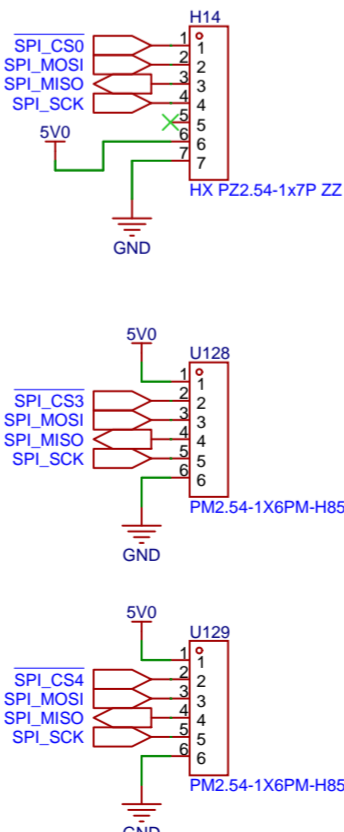 H14
SPI_CS0 1 1
SPI_MOSI 2 2
SPI_MISO 3 3
SPI_SCK 4 4
5 5
5V0 6 6
7 7
HX PZ2.54-1x7P ZZ
GND
5V0
U128
1 1
SPI_CS3 2 2
SPI_MOSI 3 3
SPI_MISO 4 4
SPI_SCK 5 5
6 6
PM2.54-1X6PM-H85
GND
5V0
U129
1 1
SPI_CS4 2 2
SPI_MOSI 3 3
SPI_MISO 4 4
SPI_SCK 5 5
6 6
PM2.54-1X6PM-H85
GND